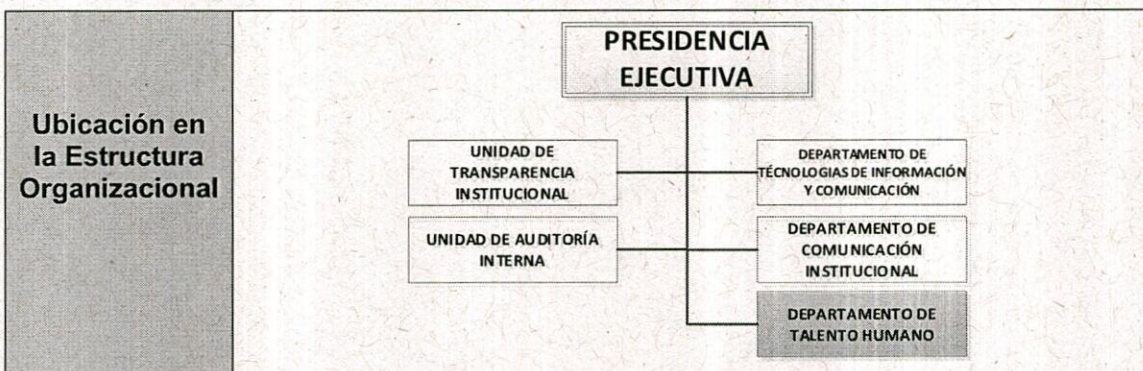 Ubicación en
la Estructura
Organizacional
PRESIDENCIA
EJECUTIVA
UNIDAD DE
TRANSPARENCIA
INSTITUCIONAL
DEPARTAMENTO DE
TÉCNOLOGIAS DE INFORMACIÓN
Y COMUNICACIÓN
UNIDAD DE AUDITORÍA
INTERNA
DEPARTAMENTO DE
COMUNICACIÓN
INSTITUCIONAL
DEPARTAMENTO DE
TALENTO HUMANO